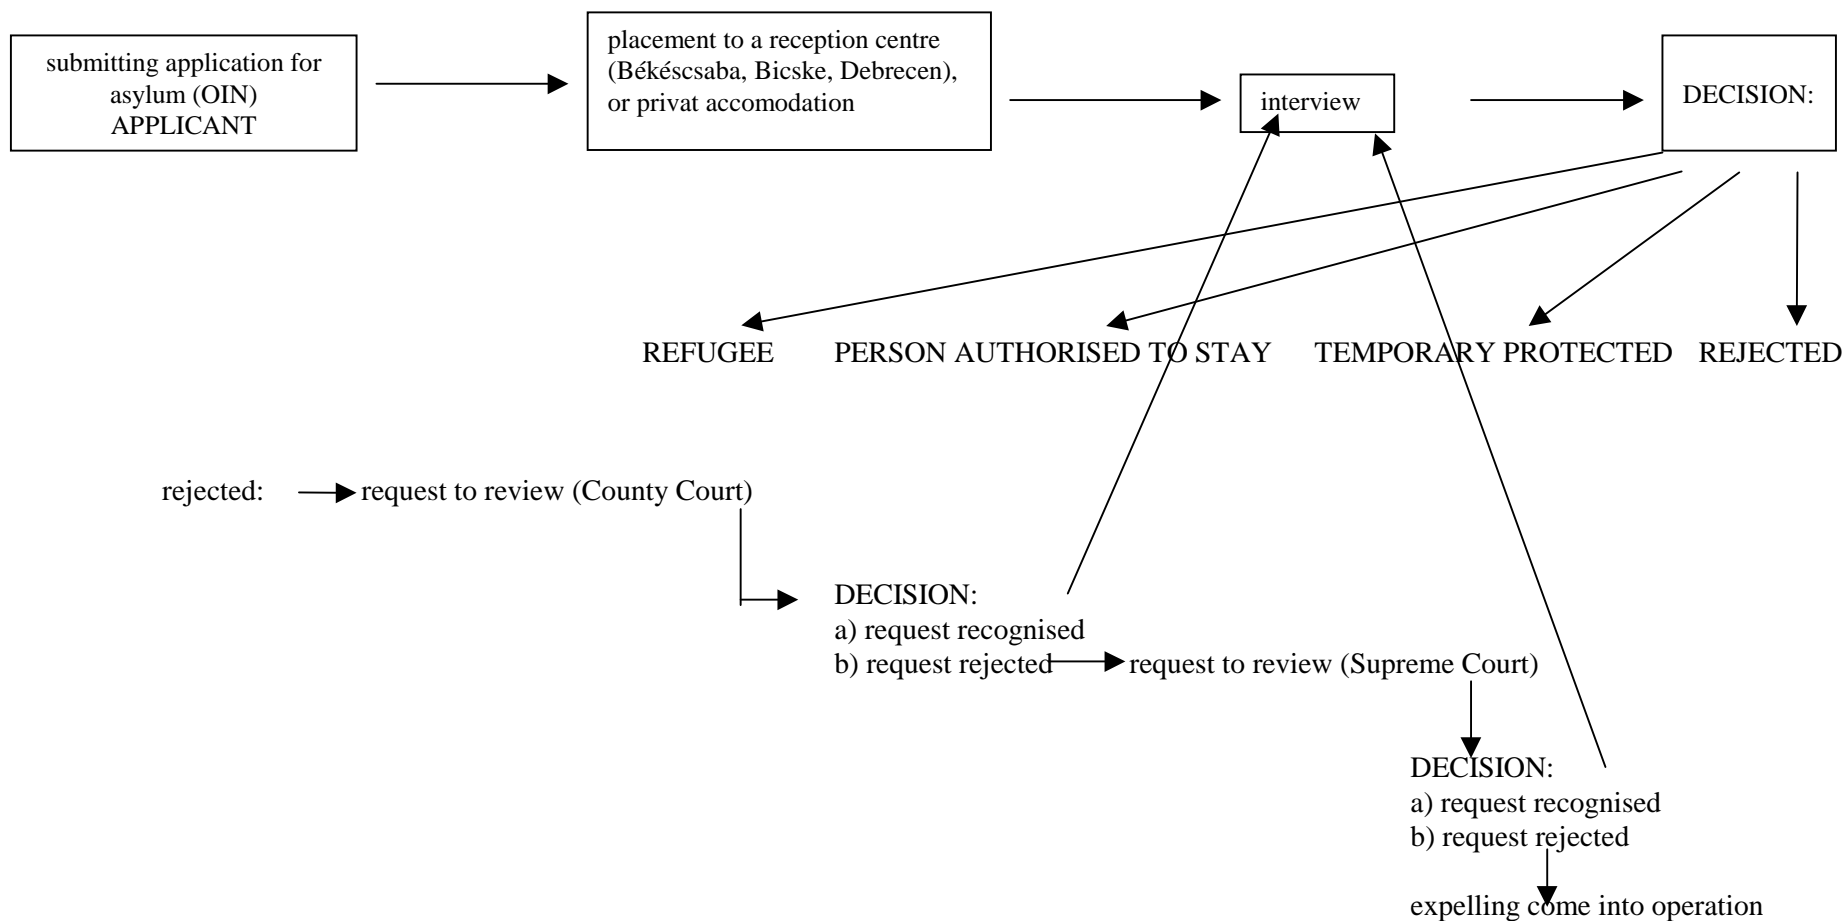 submitting application for
asylum (OIN)
APPLICANT
placement to a reception centre
(Békéscsaba, Bicske, Debrecen),
or privat accomodation
interview
DECISION:
REFUGEE
PERSON AUTHORISED TO STAY
TEMPORARY PROTECTED
REJECTED
rejected:
request to review (County Court)
DECISION:
a) request recognised
b) request rejected
request to review (Supreme Court)
DECISION:
a) request recognised
b) request rejected
expelling come into operation